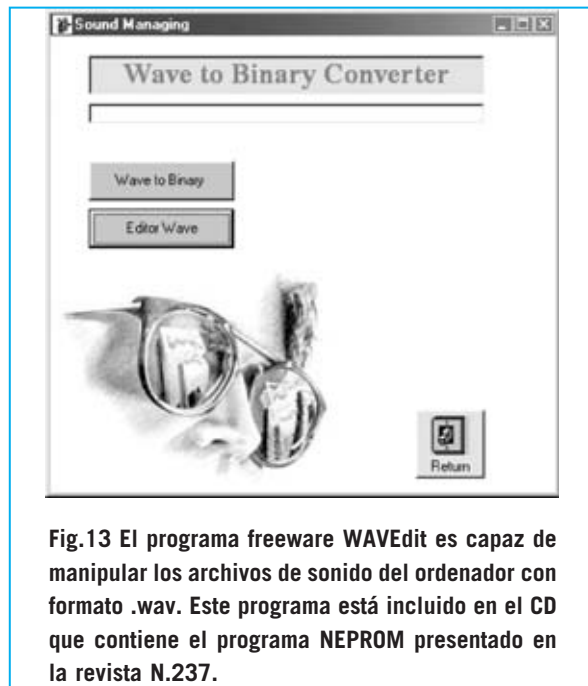 Sound Managing
Wave to Binary Converter
Wave to Binary
Editor Wave
Return
Fig.13 El programa freeware WAVEdit es capaz de
manipular los archivos de sonido del ordenador con
formato .wav. Este programa está incluido en el CD
que contiene el programa NEPROM presentado en
la revista N.237.